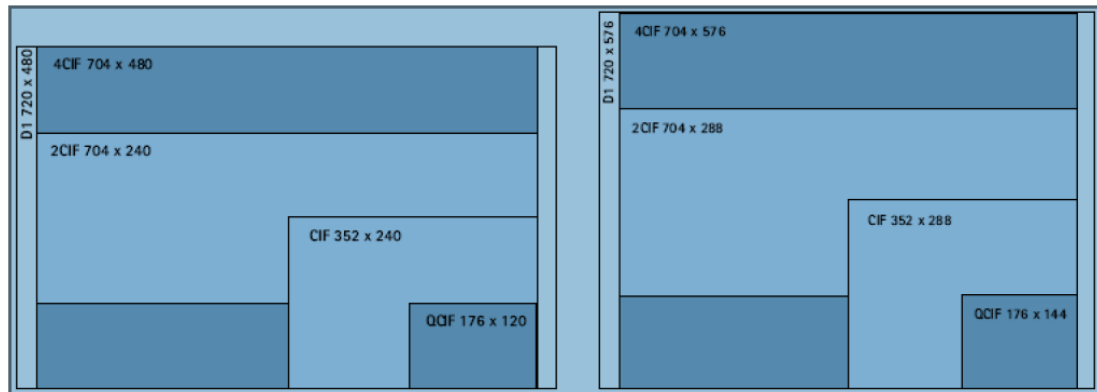 D1 720 x 480
4CIF 704 x 480
2CIF 704 x 240
CIF 352 x 240
QCIF 176 x 120
D1 720 x 576
4CIF 704 x 576
2CIF 704 x 288
CIF 352 x 288
QCIF 176 x 144